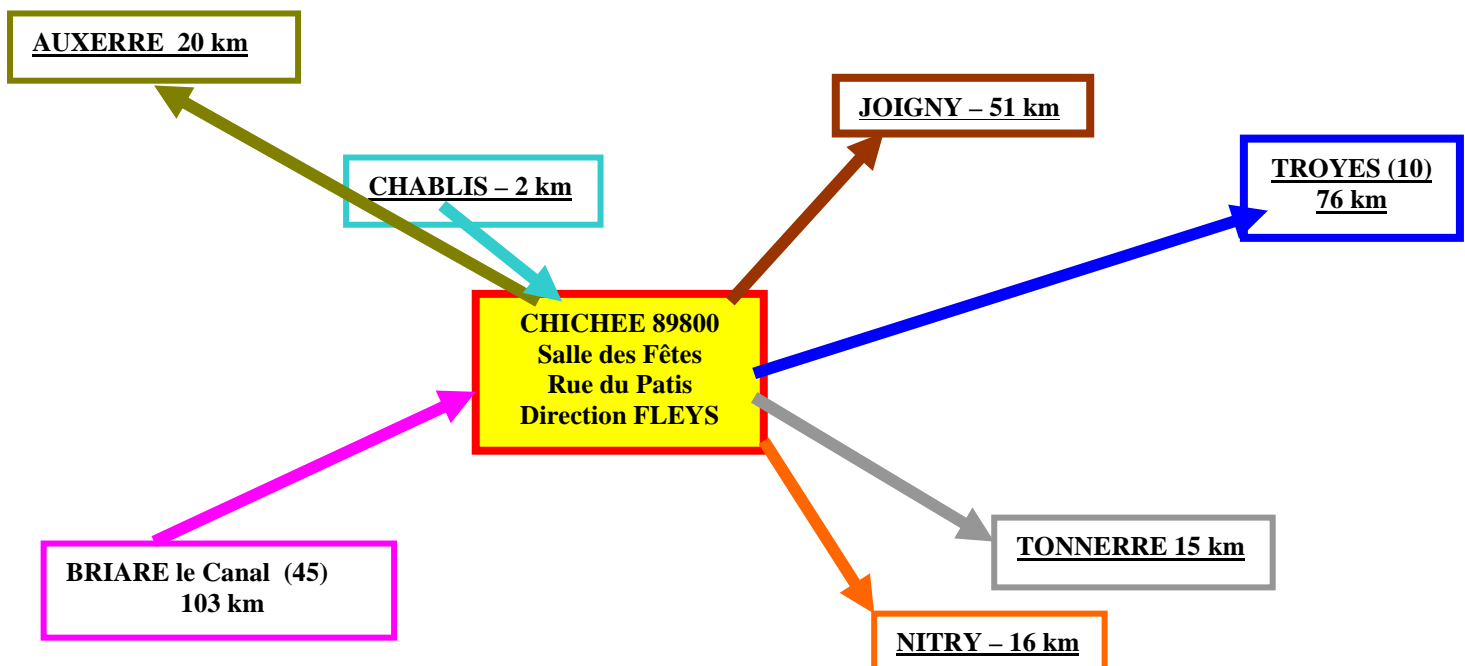 AUXERRE 20 km
JOIGNY – 51 km
CHABLIS – 2 km
TROYES (10)
76 km
CHICHEE 89800
Salle des Fêtes
Rue du Patis
Direction FLEYS
BRIARE le Canal (45)
103 km
TONNERRE 15 km
NITRY – 16 km